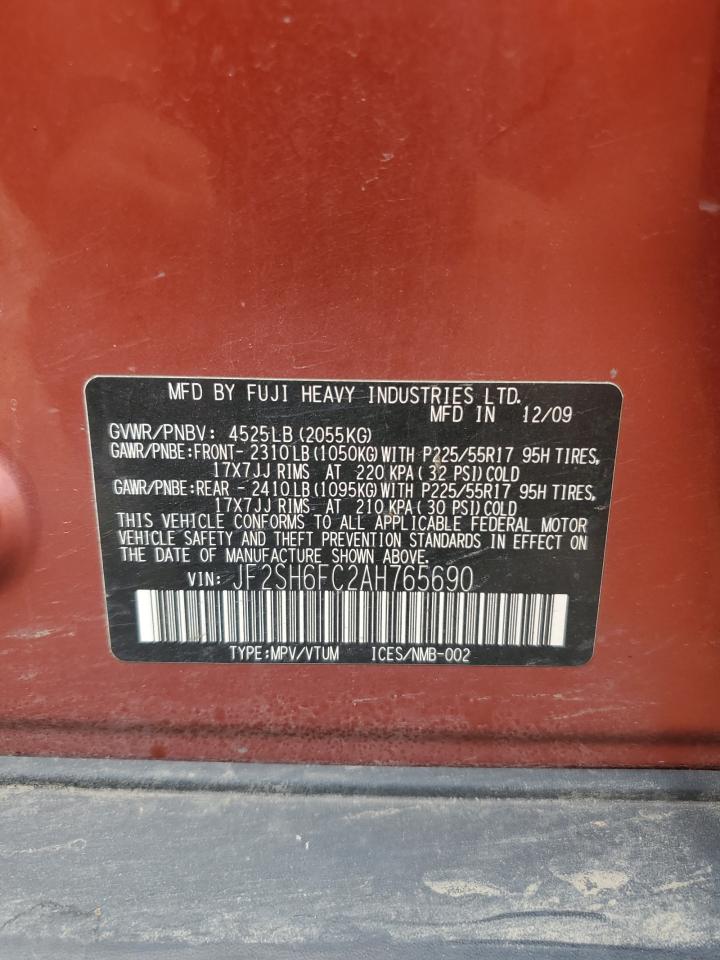 MFD BY FUJI HEAVY INDUSTRIES LTD.
MFD IN 12/09
GVWR/PNBV: 4525LB(2055KG)
GAWR/PNBE:FRONT- 2310LB(1050KG)WITH P225/55R17 95H TIRES,
17X7JJ RIMS AT 220 KPA( 32 PSI)COLD
GAWR/PNBE:REAR - 2410LB(1095KG)WITH P225/55R17 95H TIRES,
17X7JJ RIMS AT 210 KPA( 30 PSI)COLD
THIS VEHICLE CONFORMS TO ALL APPLICABLE FEDERAL MOTOR
VEHICLE SAFETY AND THEFT PREVENTION STANDARDS IN EFFECT ON
THE DATE OF MANUFACTURE SHOWN ABOVE.
VIN: JF2SH6FC2AH765690
TYPE:MPV/VTUM ICES/NMB-002